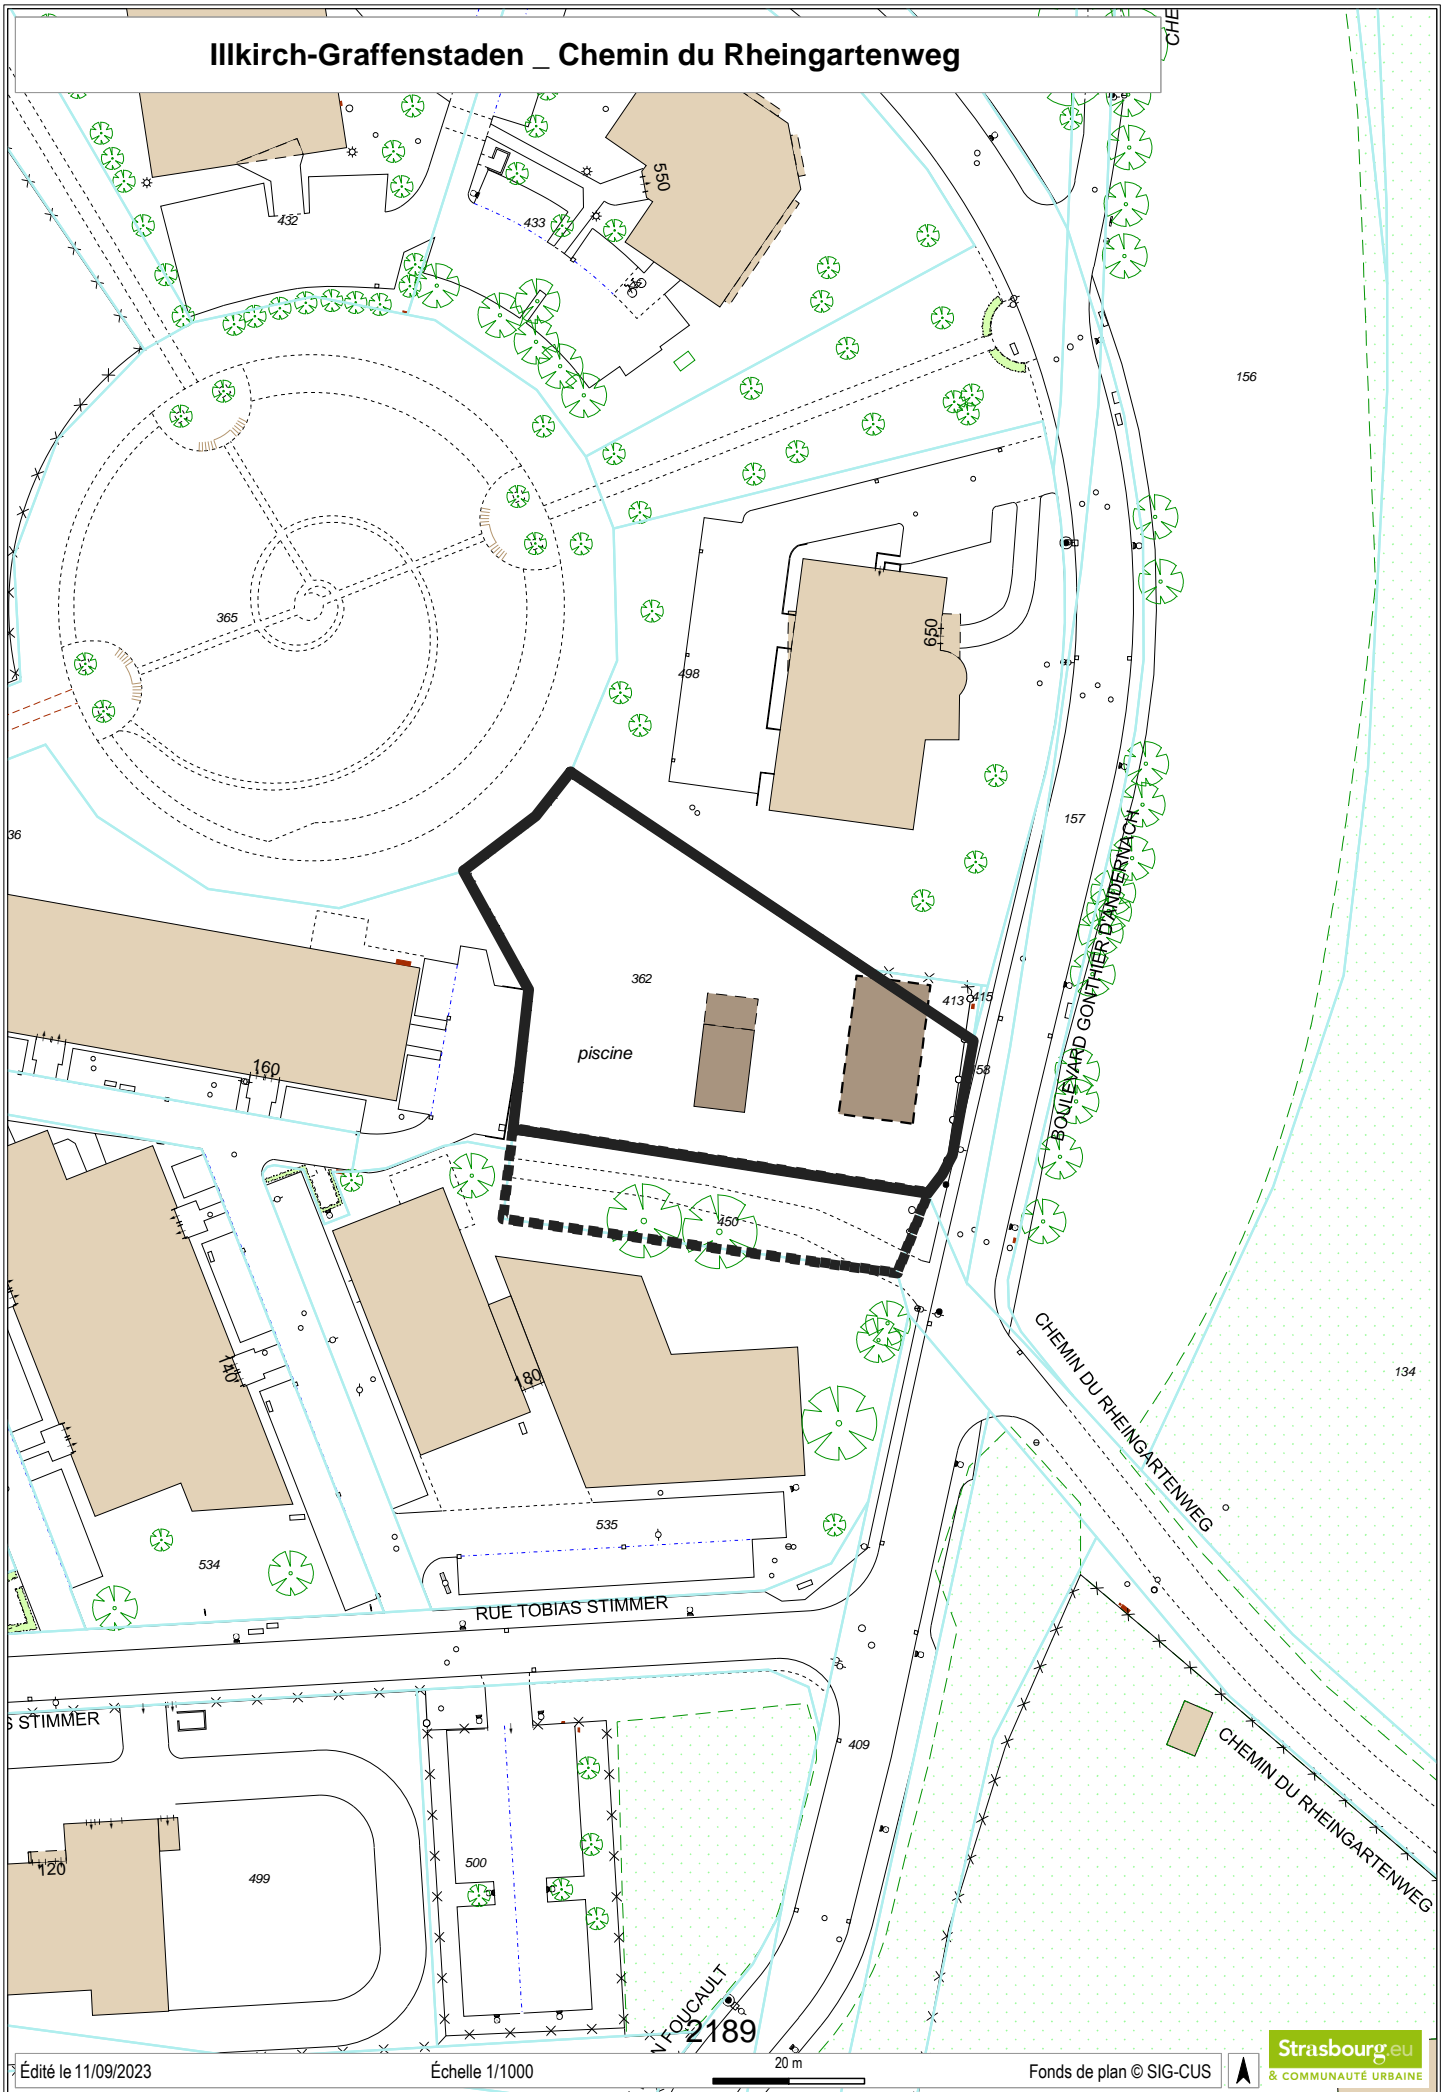 Illkirch-Graffenstaden _ Chemin du Rheingartenweg
550
432
433
156
365
650
498
157
36
BOULEVARD GONTHIER D'ANDERNACH
362
413
415
piscine
58
160
450
CHEMIN DU RHEINGARTENWEG
140
180
134
535
534
RUE TOBIAS STIMMER
S STIMMER
409
CHEMIN DU RHEINGARTENWEG
120
499
500
N FOUCAULT
2189
Édité le 11/09/2023
Échelle 1/1000
20 m
Fonds de plan © SIG-CUS
Strasbourg.eu
& COMMUNAUTÉ URBAINE